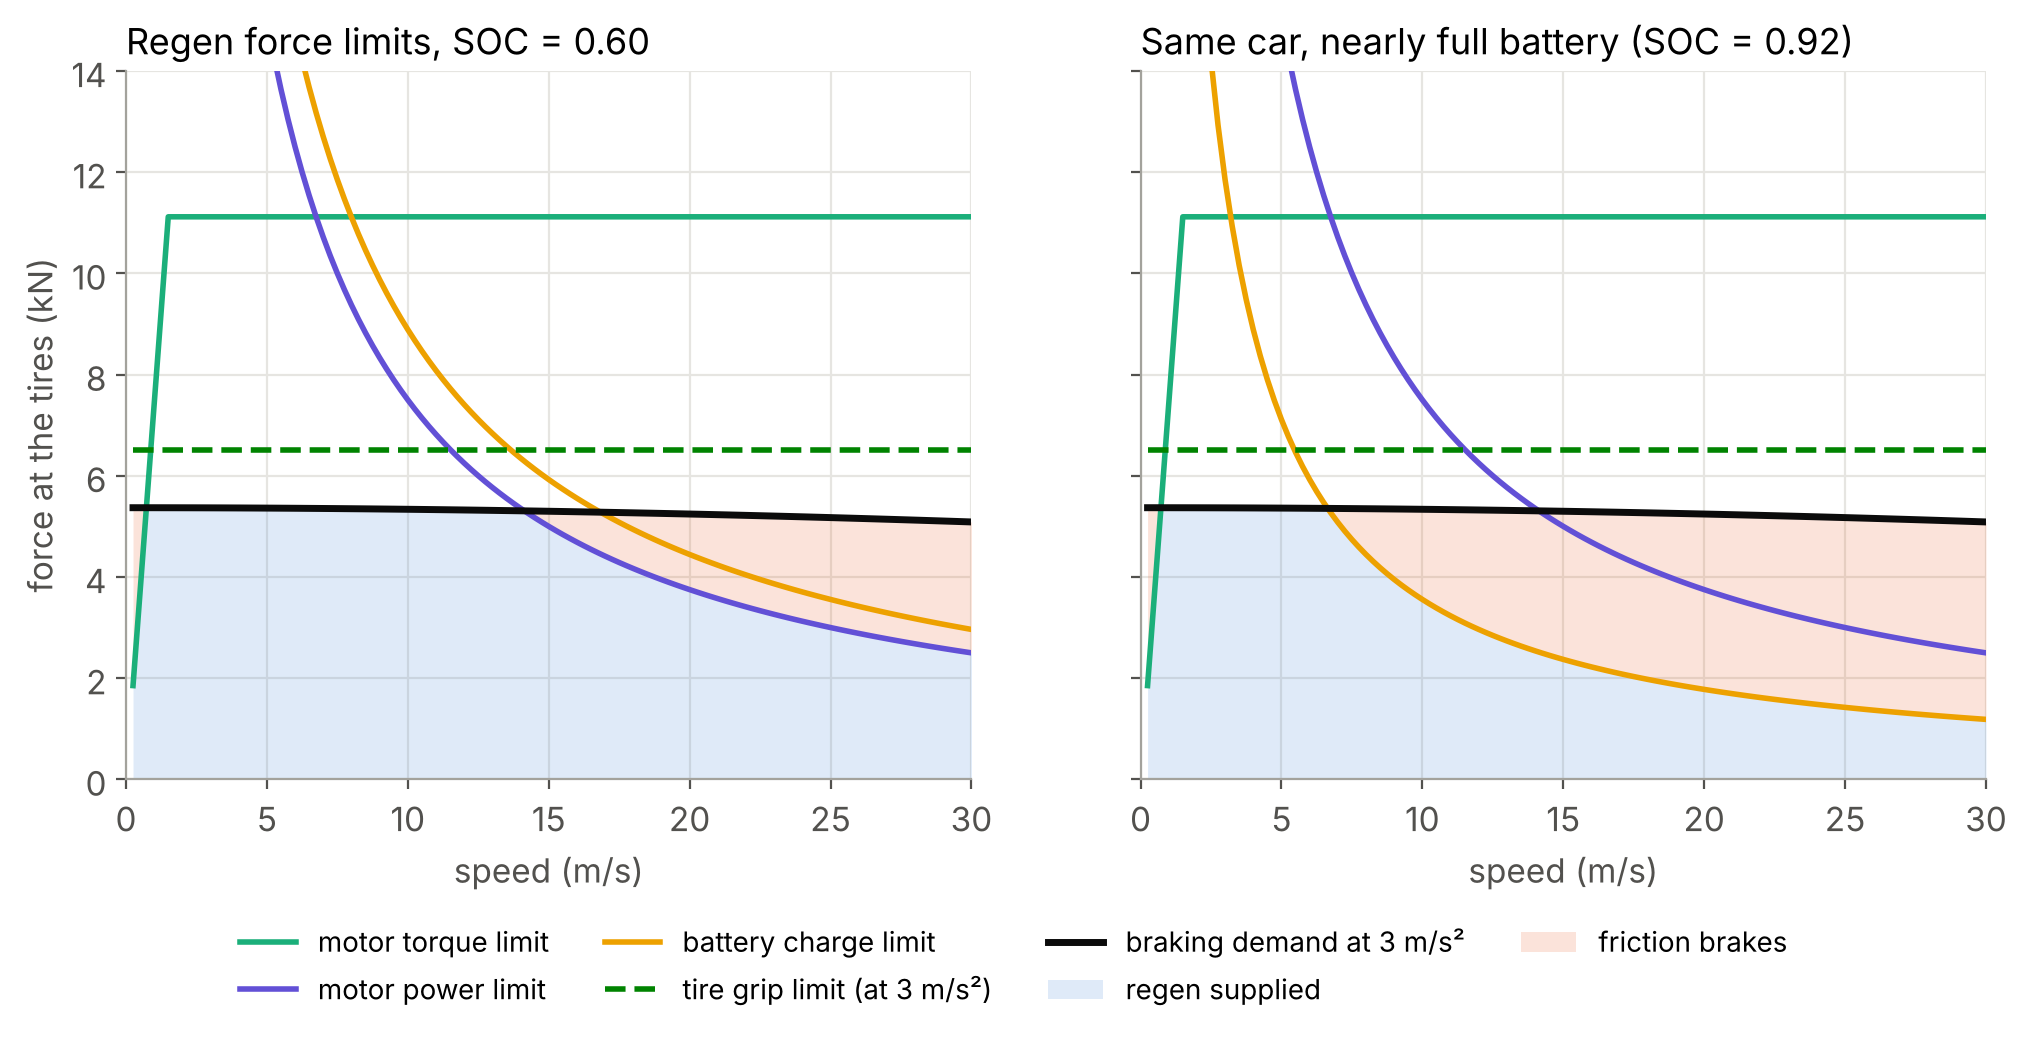 Regen force limits, SOC = 0.60
14
12
10
8
6
4
2
0
force at the tires (kN)
0 5 10 15 20 25 30
speed (m/s)
Same car, nearly full battery (SOC = 0.92)
0 5 10 15 20 25 30
speed (m/s)
motor torque limit
motor power limit
battery charge limit
tire grip limit (at 3 m/s²)
braking demand at 3 m/s²
regen supplied
friction brakes